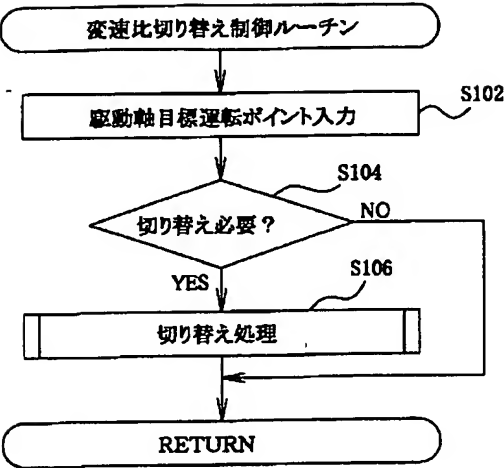 変速比切り替え制御ルーチン
駆動軸目標運転ポイント入力
S102
S104
切り替え必要？
NO
YES
S106
切り替え処理
RETURN